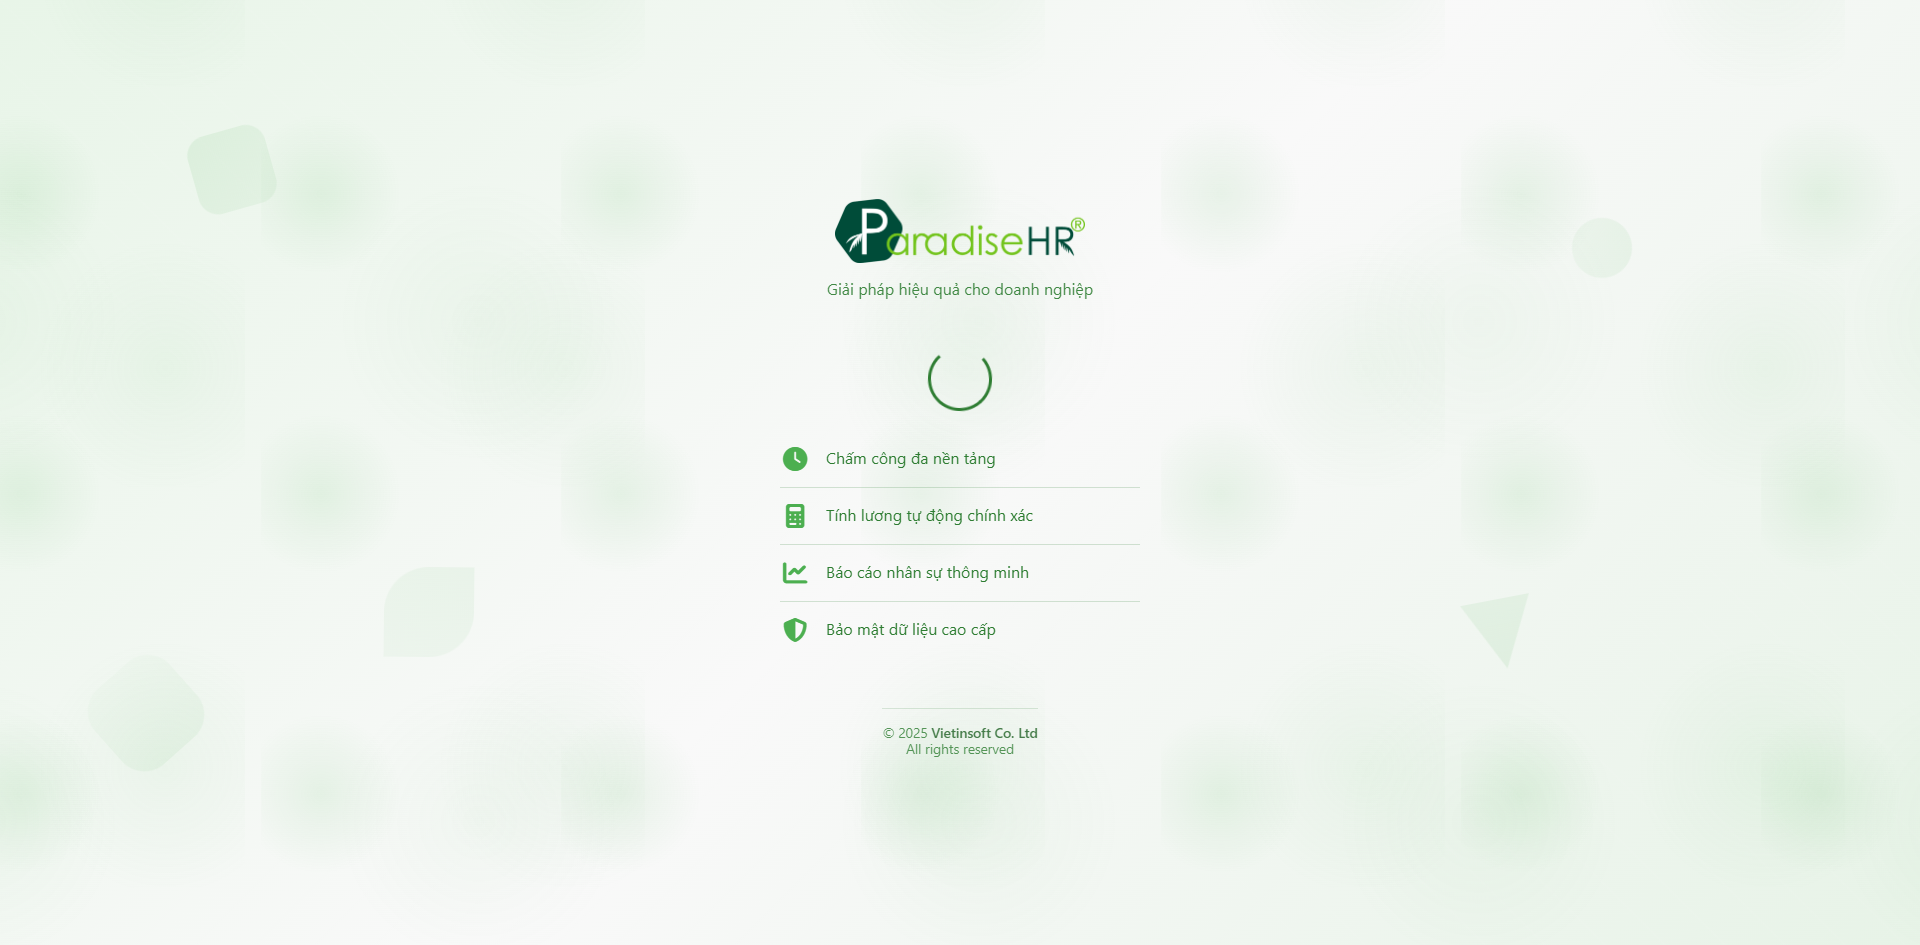 ParadiseHR®
Giải pháp hiệu quả cho doanh nghiệp
Chấm công đa nền tảng
Tính lương tự động chính xác
Báo cáo nhân sự thông minh
Bảo mật dữ liệu cao cấp
© 2025 Vietinsoft Co. Ltd
All rights reserved